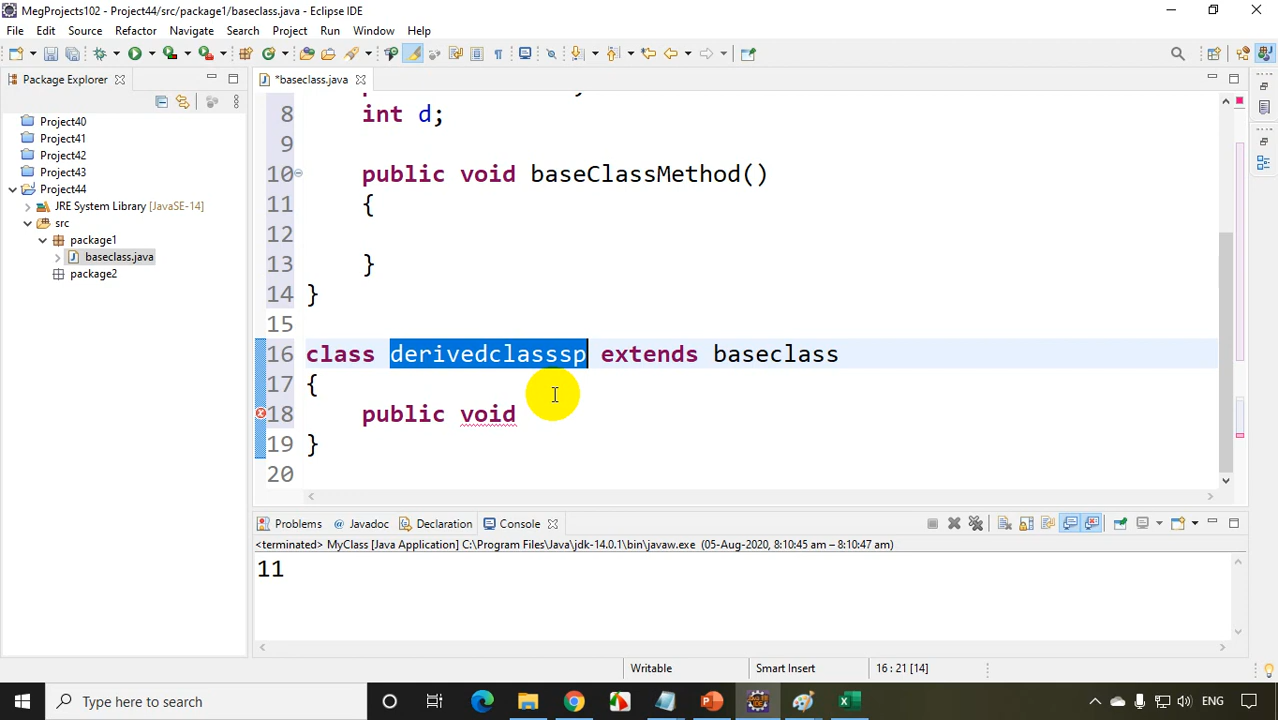 MegProjects102 - Project44/src/package1/baseclass.java - Eclipse IDE
File Edit Source Refactor Navigate Search Project Run Window Help
Package Explorer
*baseclass.java
Project40
Project41
Project42
Project43
Project44
JRE System Library [JavaSE-14]
src
package1
baseclass.java
package2
8 int d;
9
10 public void baseClassMethod()
11 {
12
13 }
14 }
15
16 class derivedclasssp extends baseclass
17 {
18 public void
19 }
20
Problems @ Javadoc Declaration Console
<terminated> MyClass [Java Application] C:\Program Files\Java\jdk-14.0.1\bin\javaw.exe (05-Aug-2020, 8:10:45 am – 8:10:47 am)
11
Writable Smart Insert 16 : 21 [14]
Type here to search
ENG